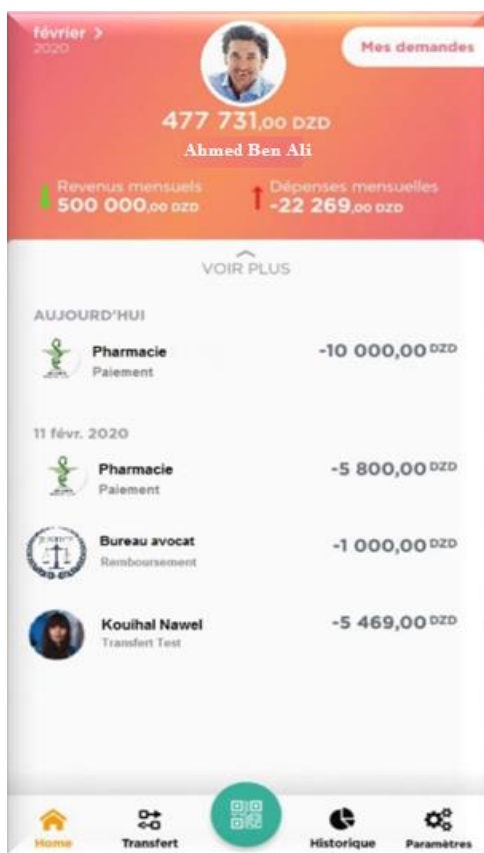 février >
2020
Mes demandes
477 731,00 DZD
Ahmed Ben Ali
Revenus mensuels
500 000,00 DZD
Dépenses mensuelles
-22 269,00 DZD
VOIR PLUS
AUJOURD'HUI
Pharmacie
-10 000,00 DZD
Paiement
11 févr. 2020
Pharmacie
-5 800,00 DZD
Paiement
Bureau avocat
-1 000,00 DZD
Remboursement
Kouihal Nawel
-5 469,00 DZD
Transfert Test
Home
Transfert
Historique
Paramètres